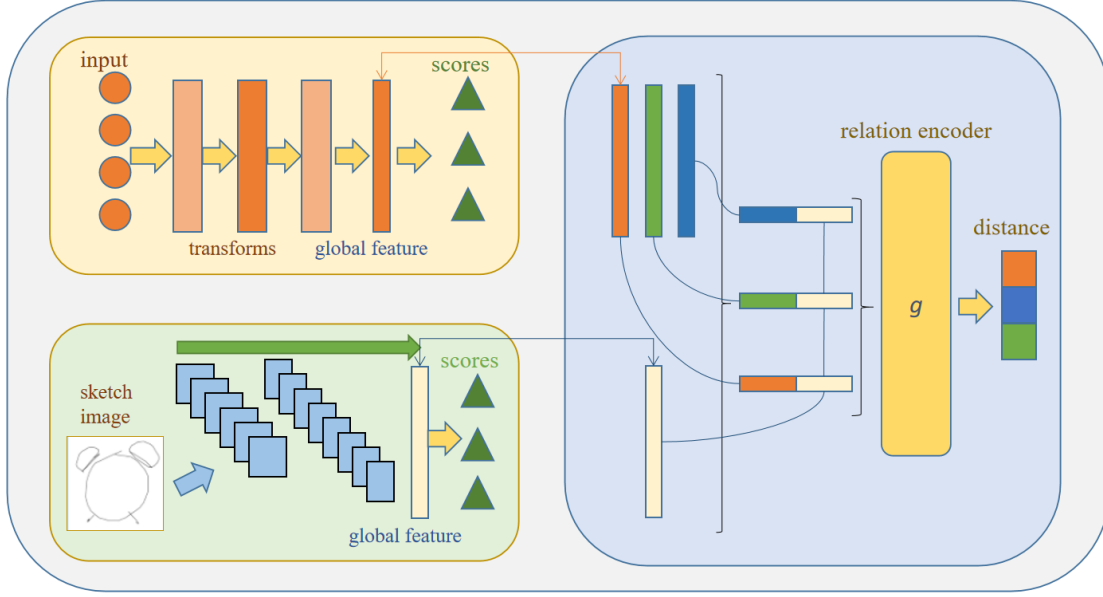 input
scores
transforms
global feature
sketch
image
scores
global feature
relation encoder
g
distance